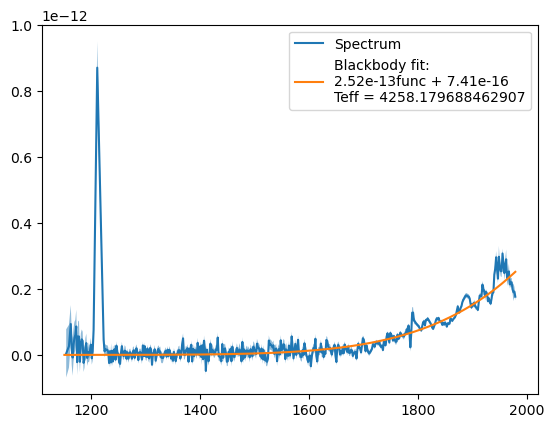 1e−12
1.0
0.8
0.6
0.4
0.2
0.0
1200
1400
1600
1800
2000
Spectrum
Blackbody fit:
2.52e-13func + 7.41e-16
Teff = 4258.179688462907